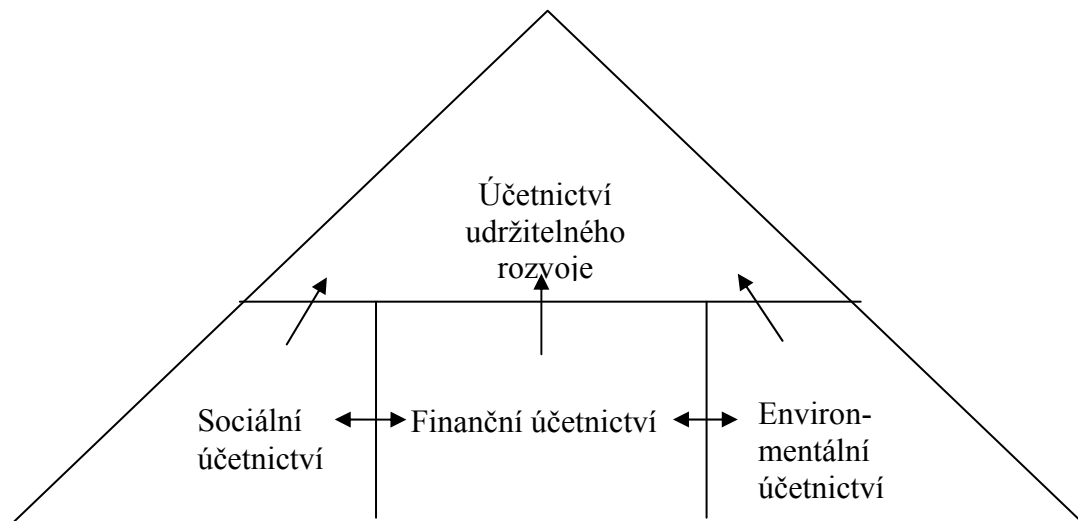 Účetnictví
udržitelného
rozvoje
Sociální
účetnictví
Finanční účetnictví
Environ-
mentální
účetnictví